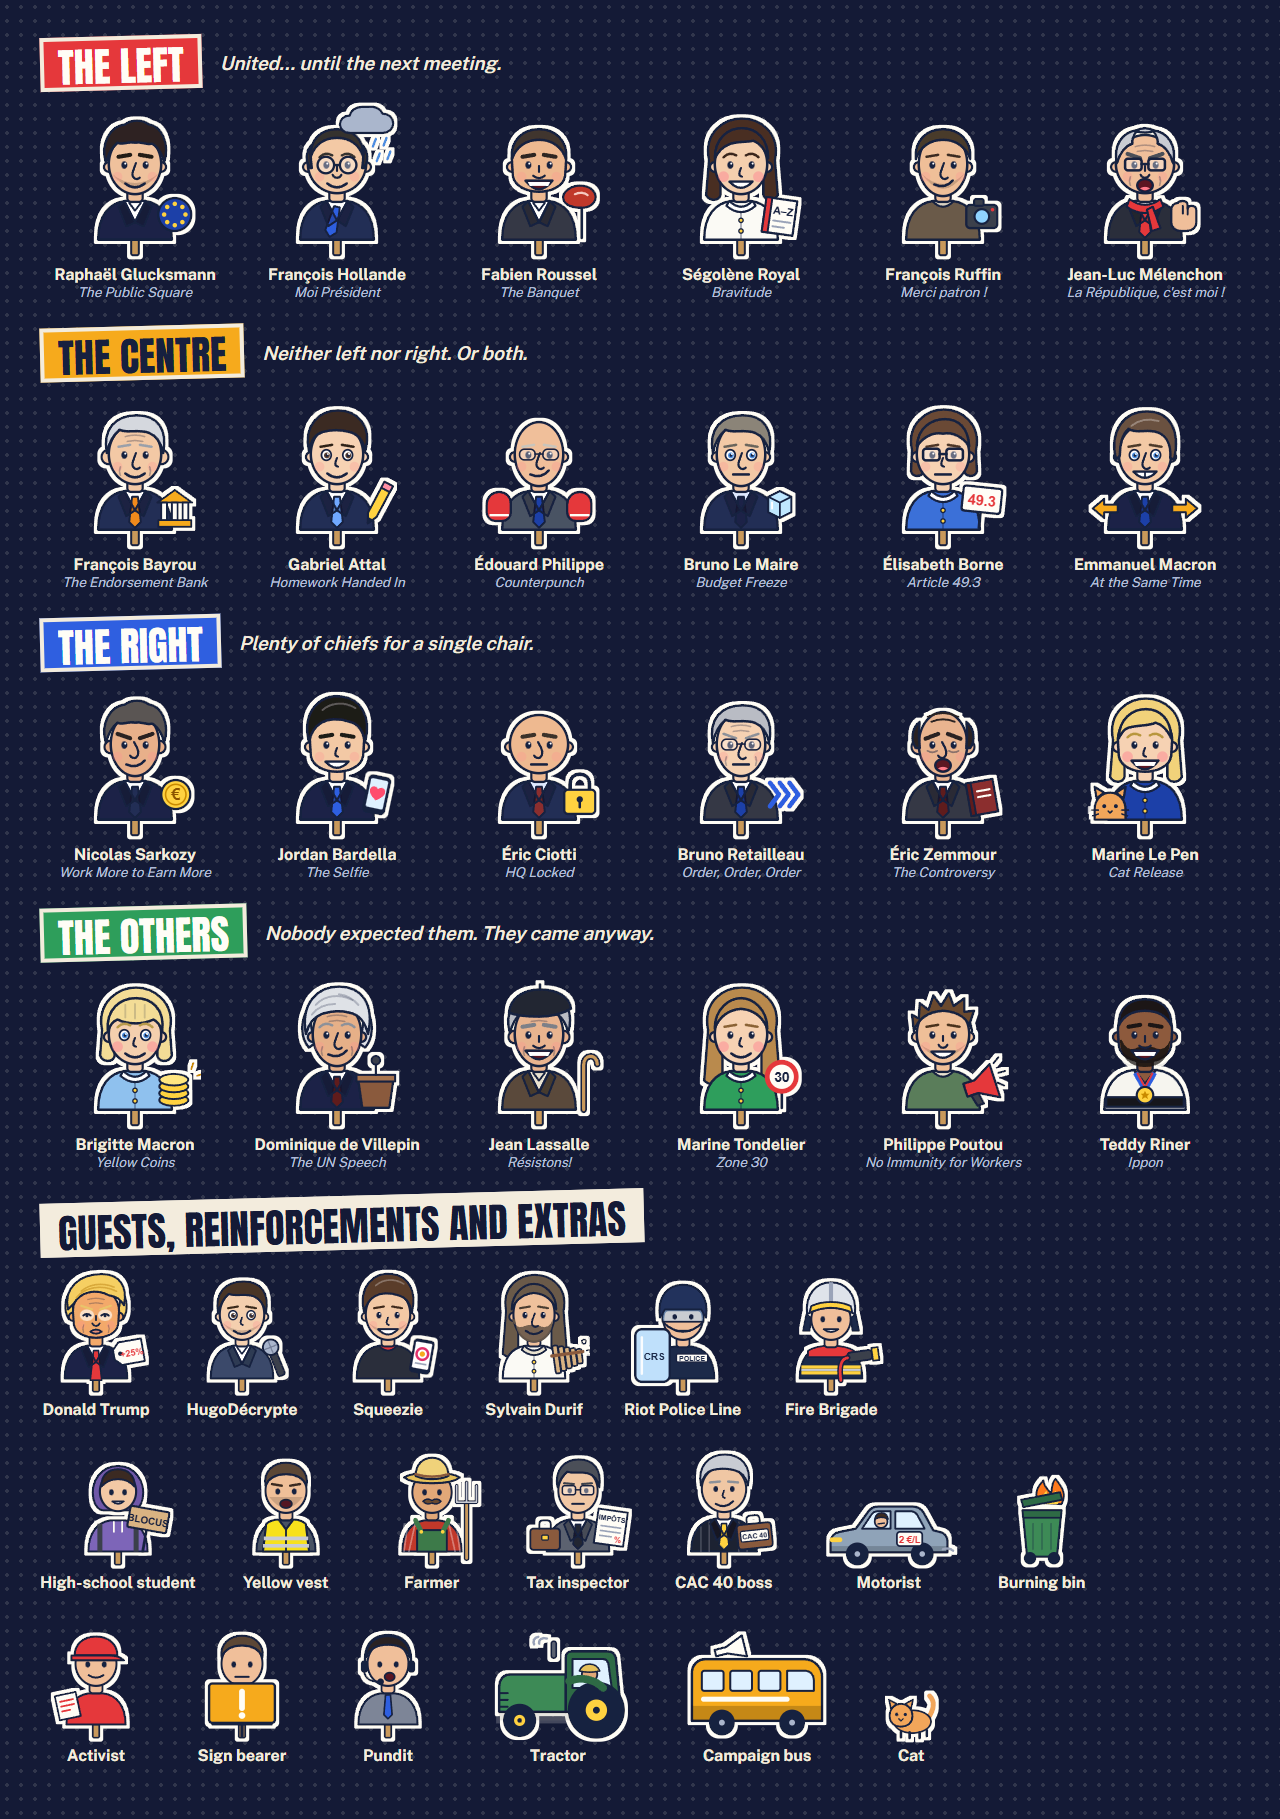 THE LEFT
United... until the next meeting.
A–Z
Raphaël Glucksmann
The Public Square
François Hollande
Moi Président
Fabien Roussel
The Banquet
Ségolène Royal
Bravitude
François Ruffin
Merci patron !
Jean-Luc Mélenchon
La République, c'est moi !
THE CENTRE
Neither left nor right. Or both.
49.3
François Bayrou
The Endorsement Bank
Gabriel Attal
Homework Handed In
Édouard Philippe
Counterpunch
Bruno Le Maire
Budget Freeze
Élisabeth Borne
Article 49.3
Emmanuel Macron
At the Same Time
THE RIGHT
Plenty of chiefs for a single chair.
€
Nicolas Sarkozy
Work More to Earn More
Jordan Bardella
The Selfie
Éric Ciotti
HQ Locked
Bruno Retailleau
Order, Order, Order
Éric Zemmour
The Controversy
Marine Le Pen
Cat Release
THE OTHERS
Nobody expected them. They came anyway.
30
Brigitte Macron
Yellow Coins
Dominique de Villepin
The UN Speech
Jean Lassalle
Résistons!
Marine Tondelier
Zone 30
Philippe Poutou
No Immunity for Workers
Teddy Riner
Ippon
GUESTS, REINFORCEMENTS AND EXTRAS
+25%
CRS
POLICE
Donald Trump
HugoDécrypte
Squeezie
Sylvain Durif
Riot Police Line
Fire Brigade
BLOCUS
IMPÔTS
%
CAC 40
2 €/L
High-school student
Yellow vest
Farmer
Tax inspector
CAC 40 boss
Motorist
Burning bin
!
Activist
Sign bearer
Pundit
Tractor
Campaign bus
Cat